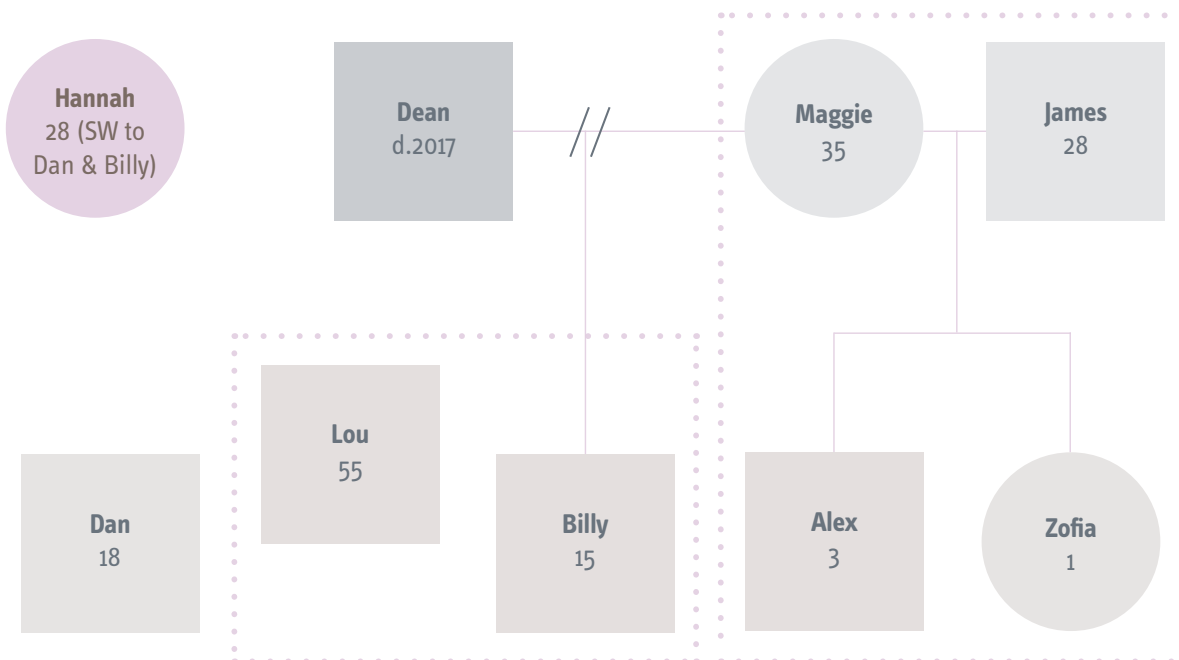 Hannah
28 (SW to
Dan & Billy)
Dean
d.2017
Maggie
35
James
28
Lou
55
Dan
18
Billy
15
Alex
3
Zofia
1